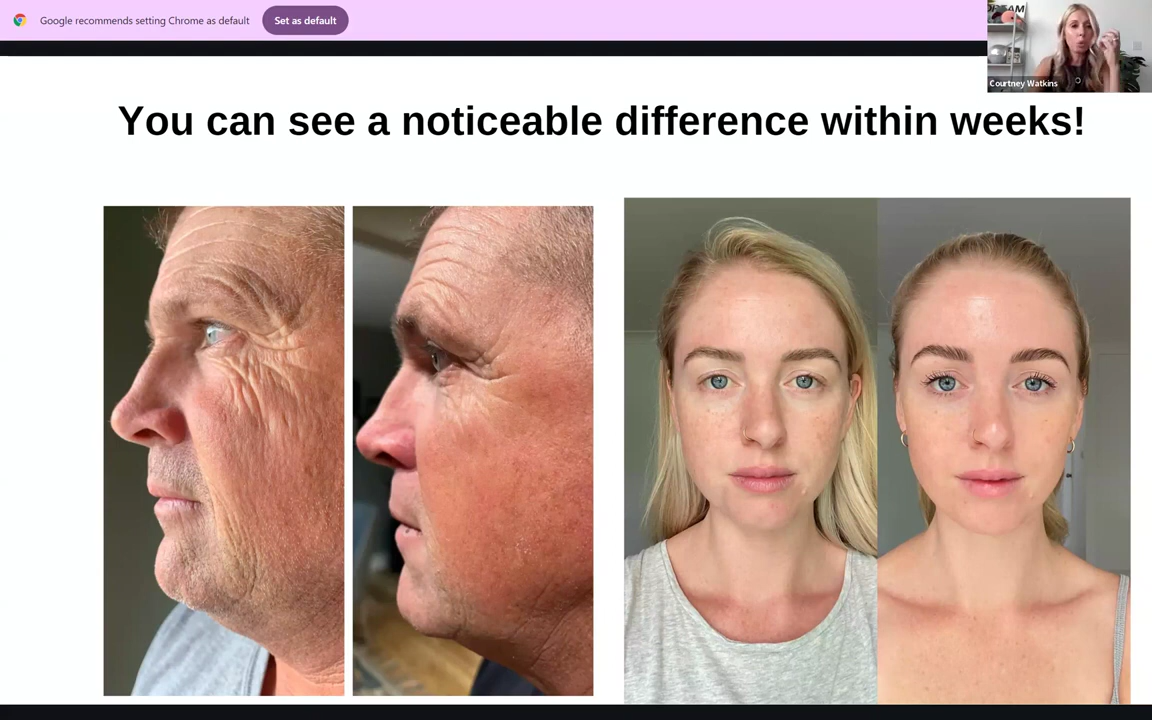 Google recommends setting Chrome as default
Set as default
Courtney Watkins
You can see a noticeable difference within weeks!